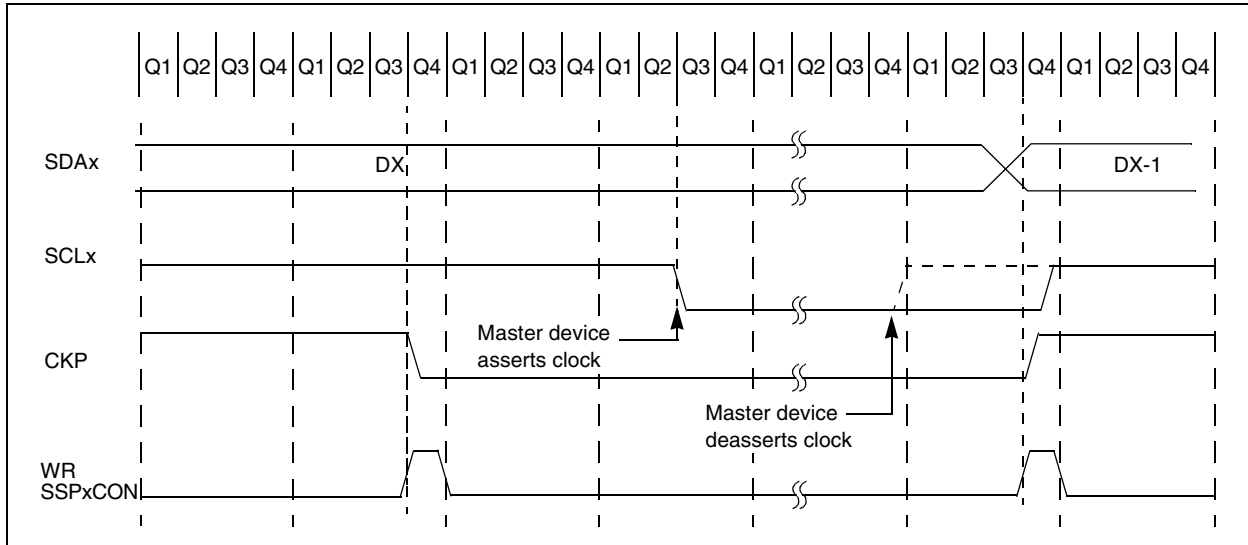 Q1 Q2 Q3 Q4 Q1 Q2 Q3 Q4 Q1 Q2 Q3 Q4 Q1 Q2 Q3 Q4 Q1 Q2 Q3 Q4 Q1 Q2 Q3 Q4 Q1 Q2 Q3 Q4
SDAx
DX
DX-1
SCLx
Master device
asserts clock
CKP
Master device
deasserts clock
WR
SSPxCON